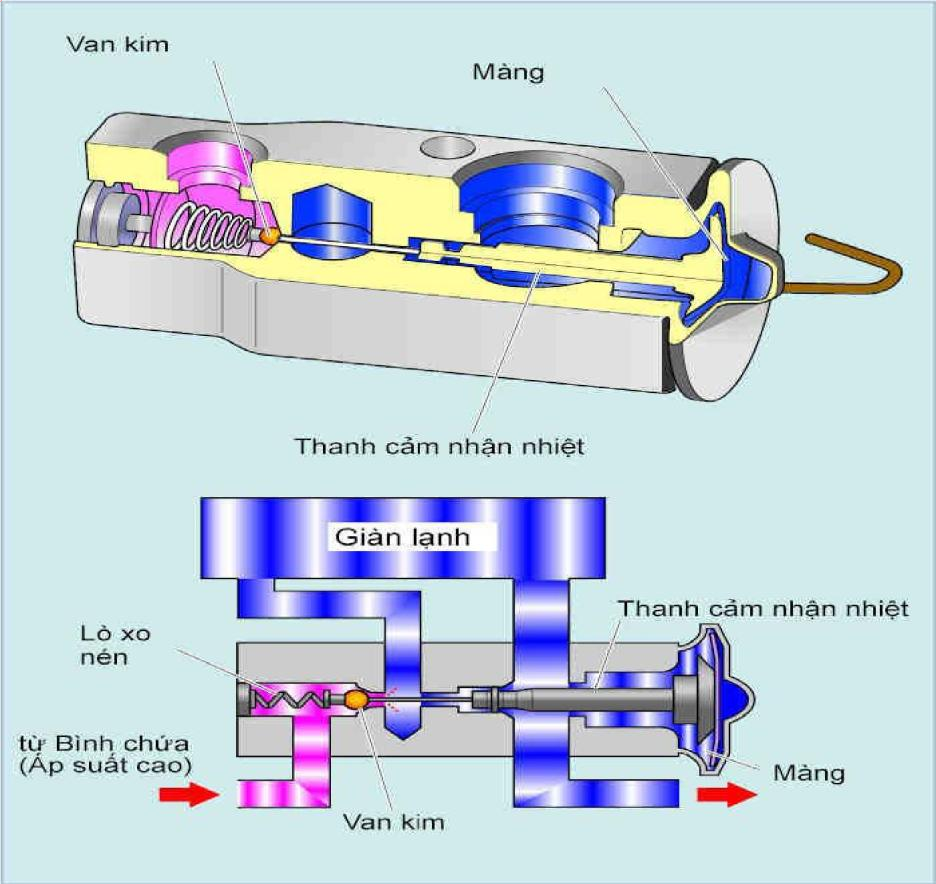 Van kim
Màng
Thanh cảm nhận nhiệt
Giàn lạnh
Thanh cảm nhận nhiệt
Lò xo
nén
từ Bình chứa
(Áp suất cao)
Màng
Van kim